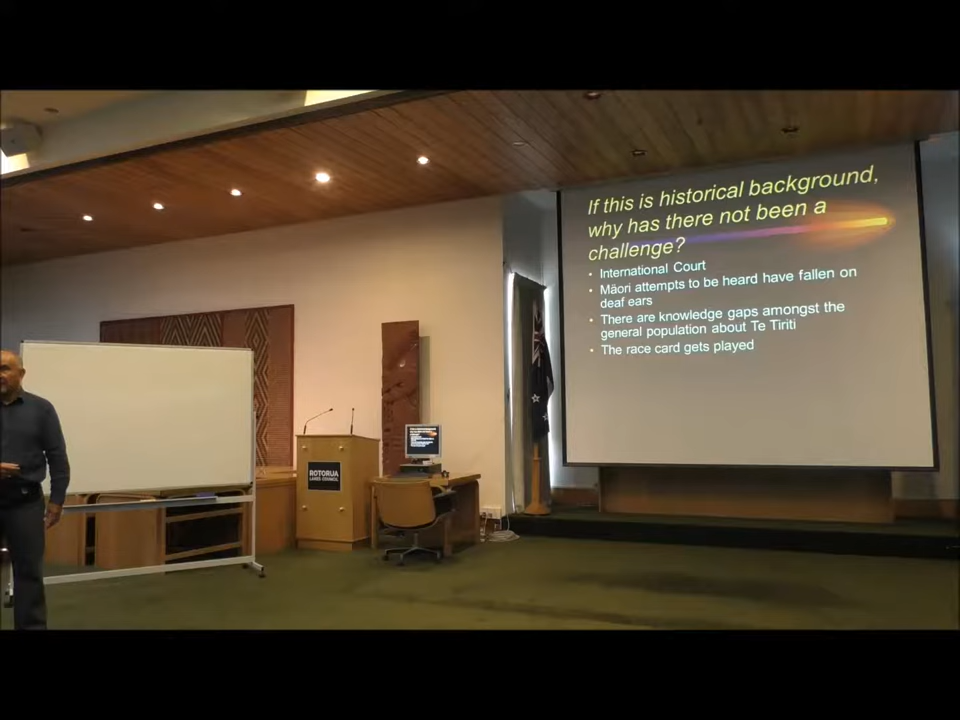 If this is historical background,
why has there not been a
challenge?
• International Court
• Māori attempts to be heard have fallen on
deaf ears
• There are knowledge gaps amongst the
general population about Te Tiriti
• The race card gets played
ROTORUA
LAKES COUNCIL